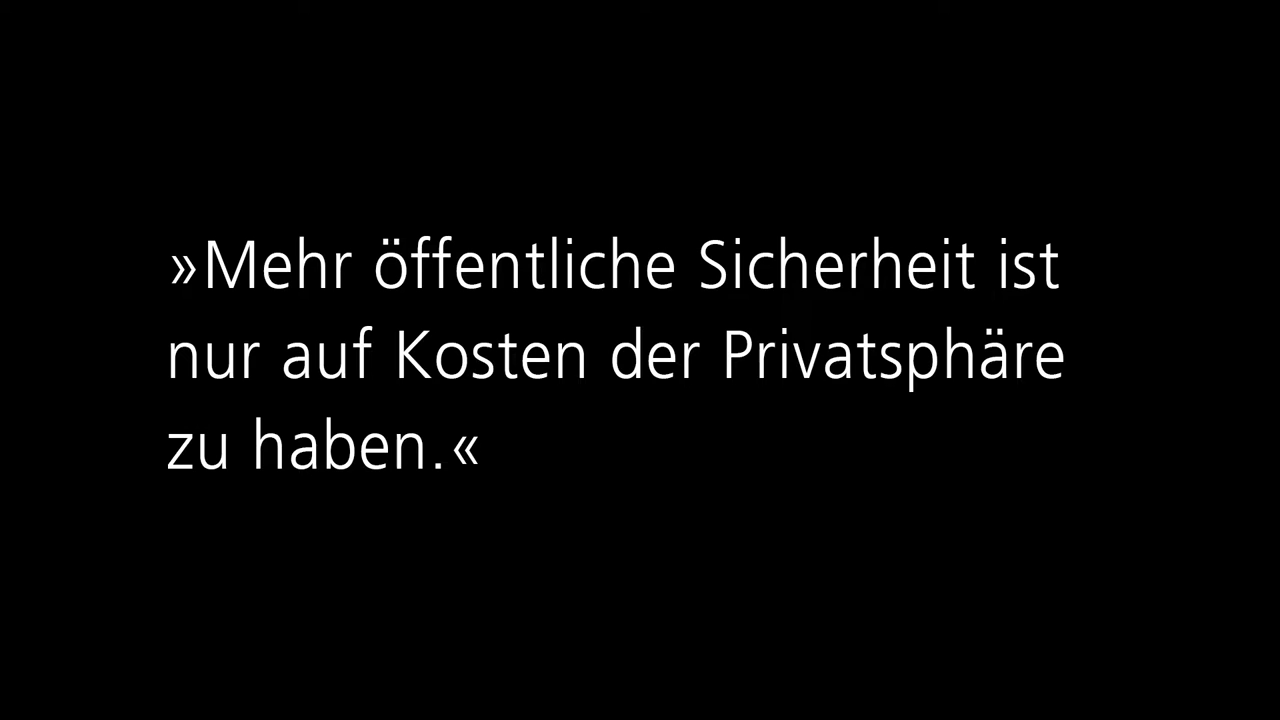 »Mehr öffentliche Sicherheit ist
nur auf Kosten der Privatsphäre
zu haben.«